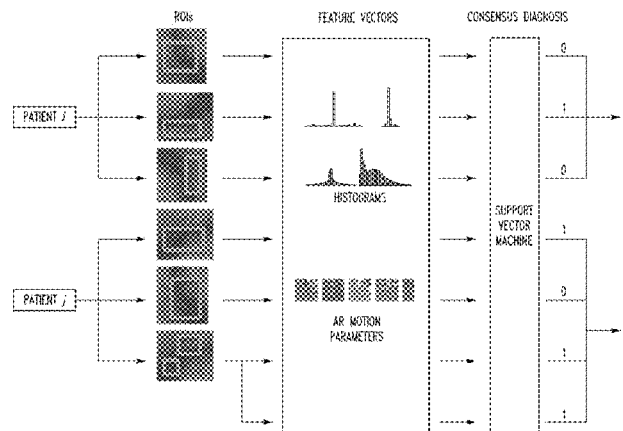 ROIs
FEATURE VECTORS
CONSENSUS DIAGNOSIS
PATIENT i
PATIENT j
HISTOGRAMS
AR MOTION
PARAMETERS
SUPPORT
VECTOR
MACHINE
0
1
0
1
0
1
1